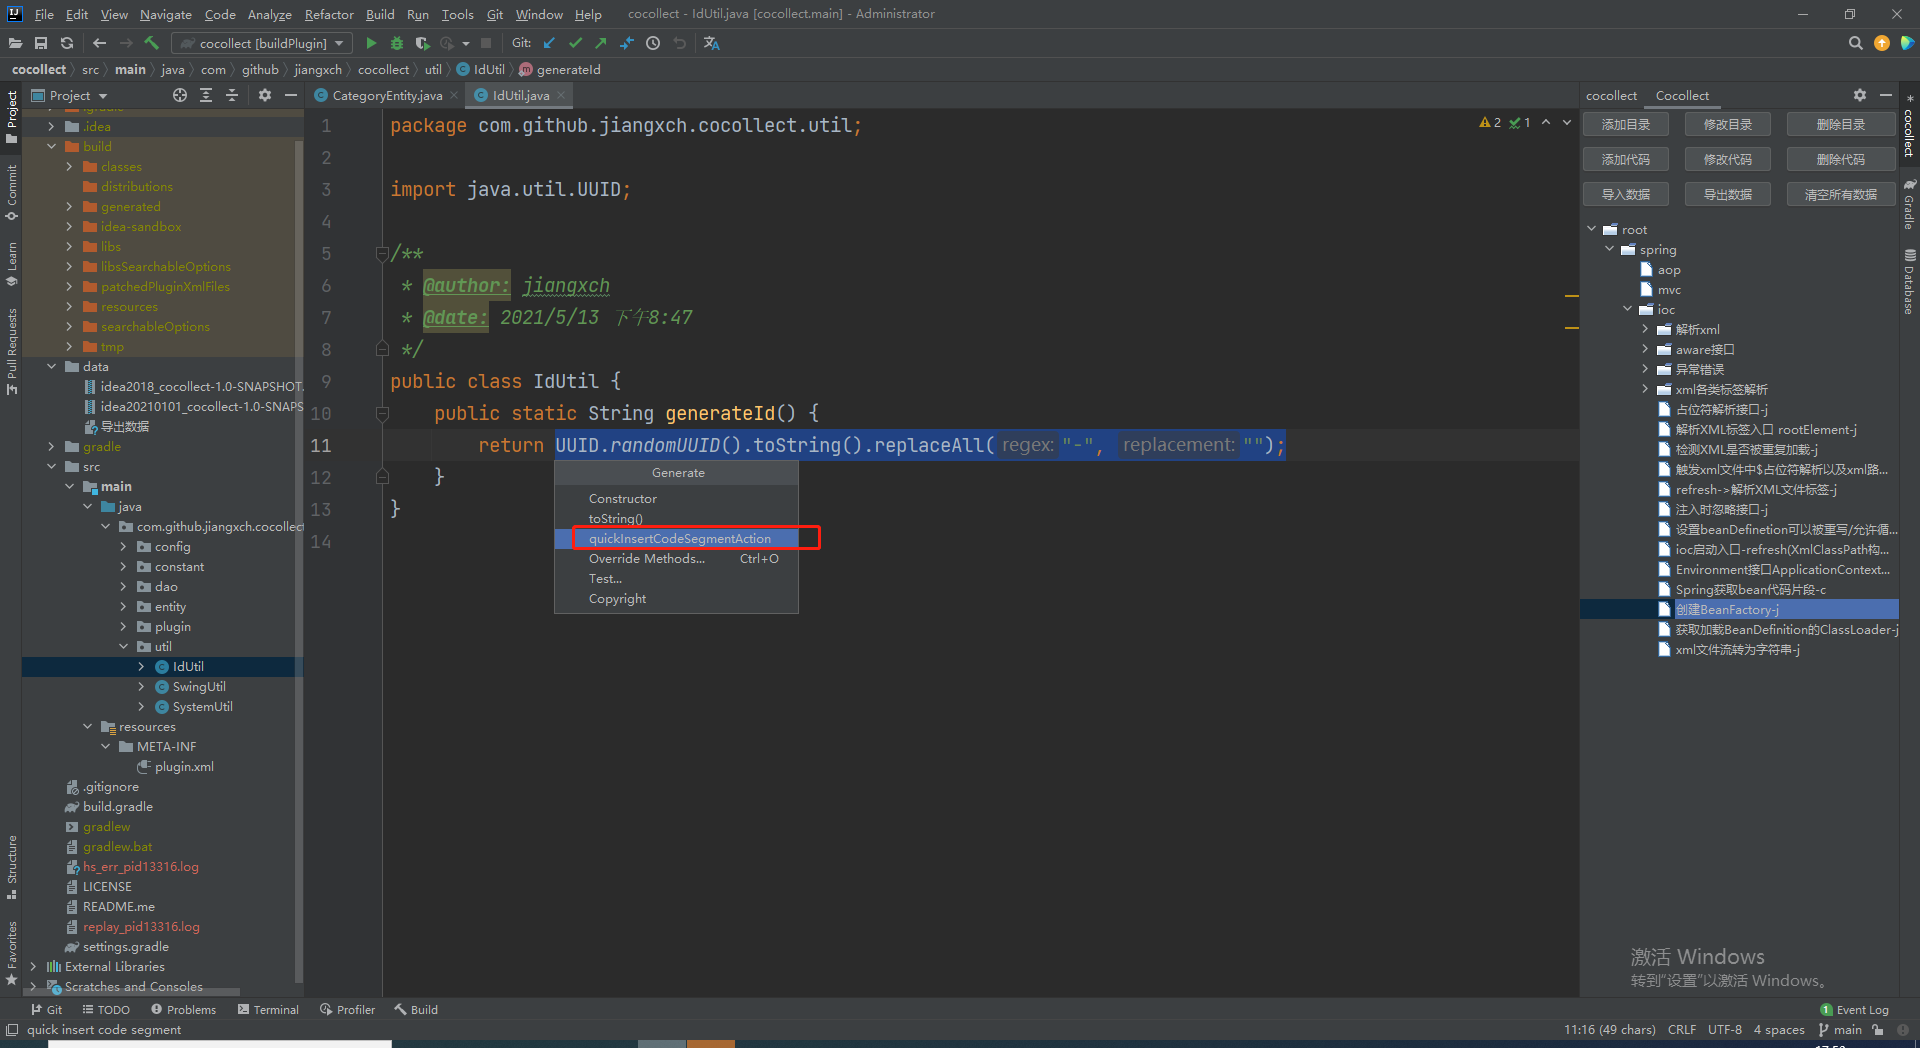 File Edit View Navigate Code Analyze Refactor Build Run Tools Git Window Help cocollect - IdUtil.java [cocollect.main] - Administrator
cocollect [buildPlugin] Git:
cocollect src main java com github jiangxch cocollect util IdUtil generateId
Project
Commit
Learn
Pull Requests
Structure
Favorites
Project
.idea
build
classes
distributions
generated
idea-sandbox
libs
libsSearchableOptions
patchedPluginXmlFiles
resources
searchableOptions
tmp
data
idea2018_cocollect-1.0-SNAPSHOT.
idea20210101_cocollect-1.0-SNAPS
导出数据
gradle
src
main
java
com.github.jiangxch.cocollect
config
constant
dao
entity
plugin
util
IdUtil
SwingUtil
SystemUtil
resources
META-INF
plugin.xml
.gitignore
build.gradle
gradlew
gradlew.bat
hs_err_pid13316.log
LICENSE
README.me
replay_pid13316.log
settings.gradle
External Libraries
Scratches and Consoles
CategoryEntity.java IdUtil.java
2 1
1 package com.github.jiangxch.cocollect.util;
2
3 import java.util.UUID;
4
5 /**
6 * @author: jiangxch
7 * @date: 2021/5/13 下午8:47
8 */
9 public class IdUtil {
10 public static String generateId() {
11 return UUID.randomUUID().toString().replaceAll( regex: "-", replacement: "");
12 }
13 }
14
Generate
Constructor
toString()
quickInsertCodeSegmentAction
Override Methods... Ctrl+O
Test...
Copyright
cocollect Cocollect
添加目录 修改目录 删除目录
添加代码 修改代码 删除代码
导入数据 导出数据 清空所有数据
root
spring
aop
mvc
ioc
解析xml
aware接口
异常错误
xml各类标签解析
占位符解析接口-j
解析XML标签入口 rootElement-j
检测XML是否被重复加载-j
触发xml文件中$占位符解析以及xml路...
refresh->解析XML文件标签-j
注入时忽略接口-j
设置beanDefinetion可以被重写/允许循...
ioc启动入口-refresh(XmlClassPath构...
Environment接口ApplicationContext...
Spring获取bean代码片段-c
创建BeanFactory-j
获取加载BeanDefinition的ClassLoader-j
xml文件流转为字符串-j
cocollect
Gradle
Database
激活 Windows
转到"设置"以激活 Windows。
Git TODO Problems Terminal Profiler Build 1 Event Log
quick insert code segment 11:16 (49 chars) CRLF UTF-8 4 spaces main